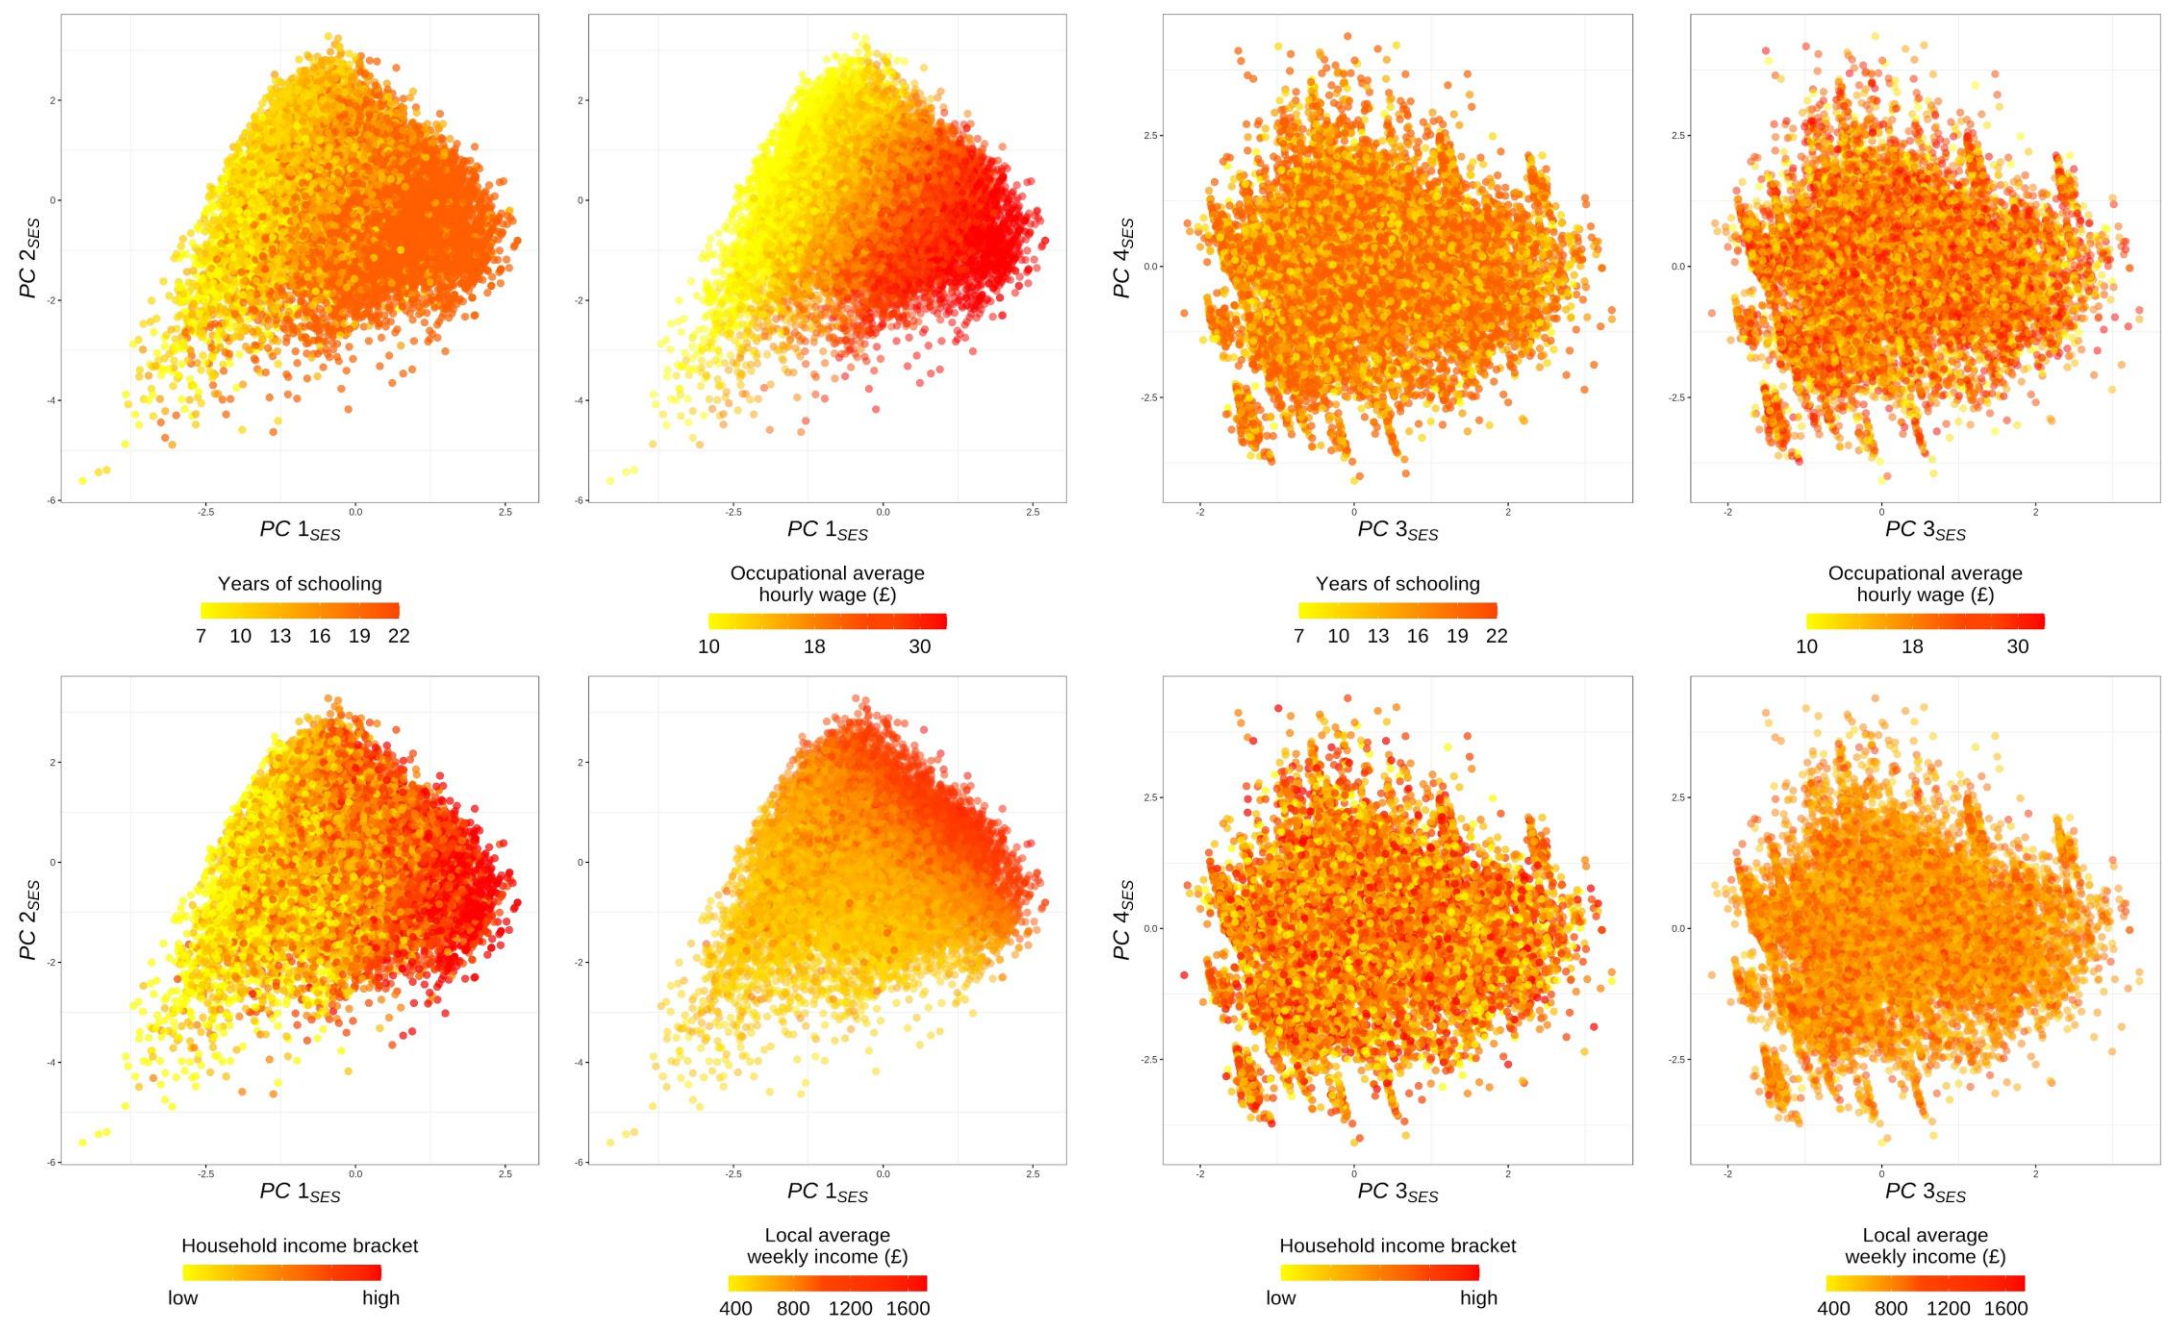 2
0
-2
-4
-6
PC 2SES
-2.5 0.0 2.5
PC 1SES
Years of schooling
7 10 13 16 19 22
2
0
-2
-4
-6
-2.5 0.0 2.5
PC 1SES
Occupational average
hourly wage (£)
10 18 30
2.5
0.0
-2.5
PC 4SES
-2 0 2
PC 3SES
Years of schooling
7 10 13 16 19 22
2.5
0.0
-2.5
-2 0 2
PC 3SES
Occupational average
hourly wage (£)
10 18 30
2
0
-2
-4
-6
PC 2SES
-2.5 0.0 2.5
PC 1SES
Household income bracket
low high
2
0
-2
-4
-6
-2.5 0.0 2.5
PC 1SES
Local average
weekly income (£)
400 800 1200 1600
2.5
0.0
-2.5
PC 4SES
-2 0 2
PC 3SES
Household income bracket
low high
2.5
0.0
-2.5
-2 0 2
PC 3SES
Local average
weekly income (£)
400 800 1200 1600